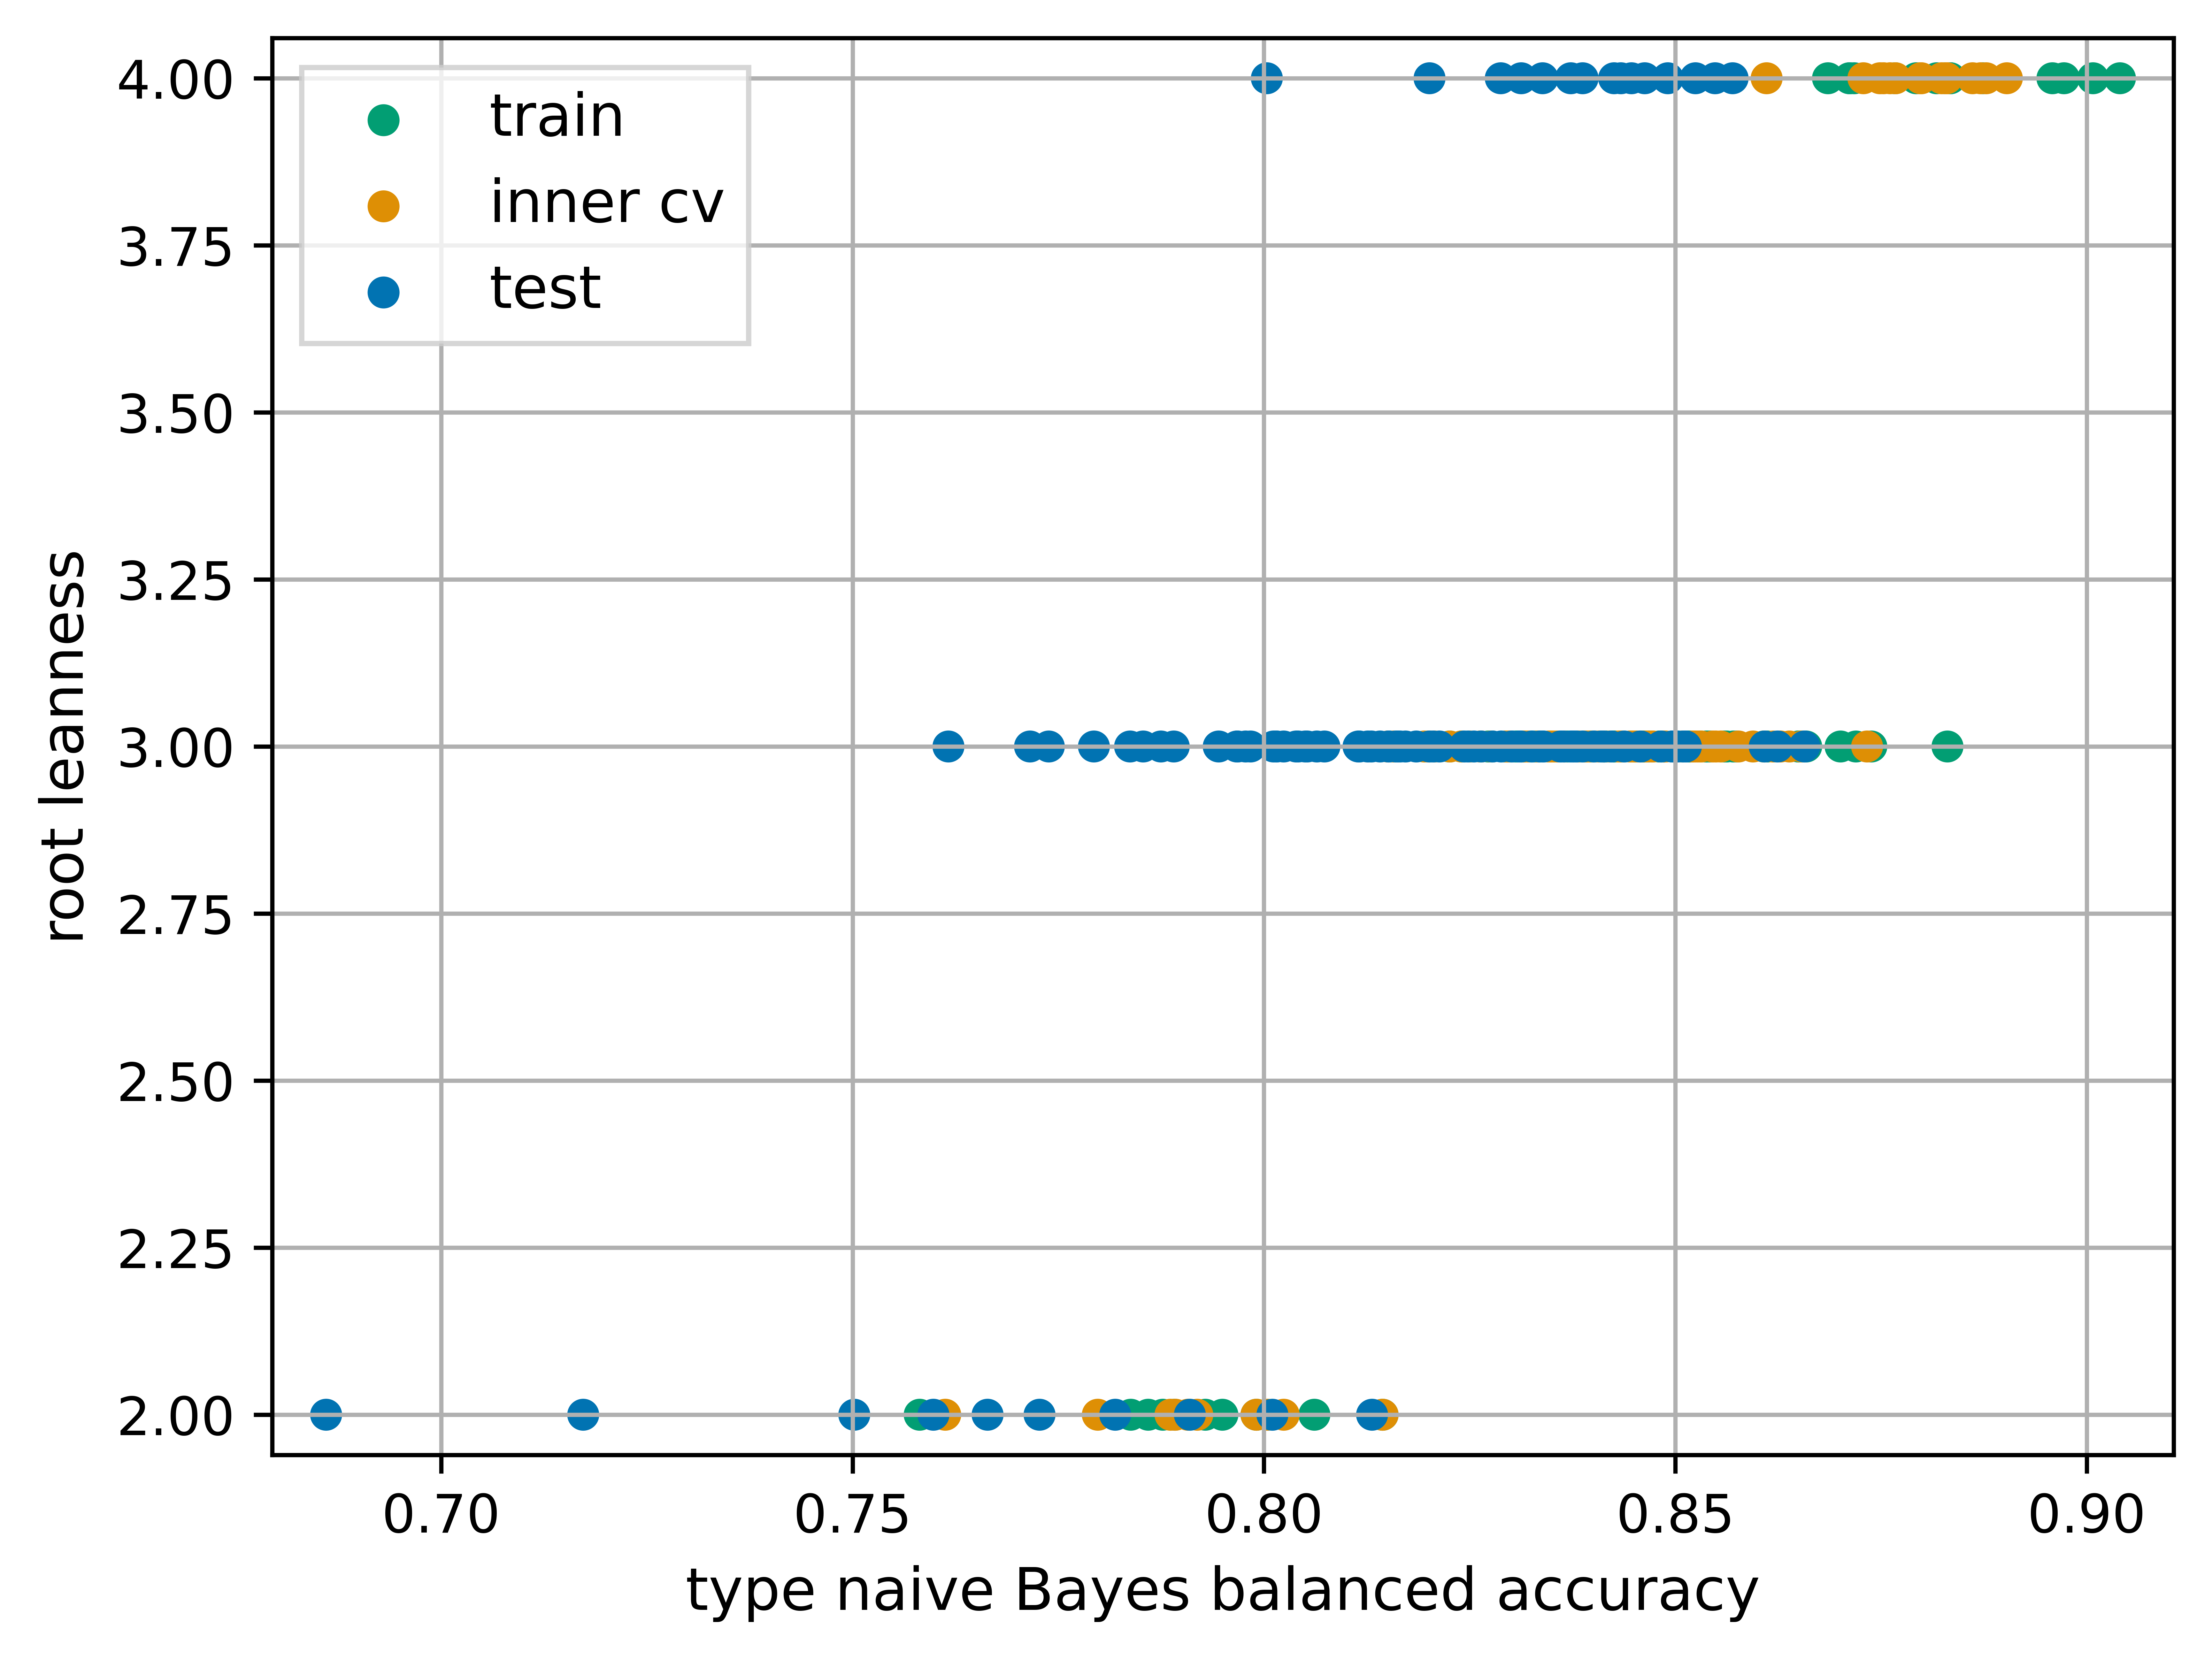 train
inner cv
test
4.00
3.75
3.50
3.25
3.00
2.75
2.50
2.25
2.00
root leanness
0.70 0.75 0.80 0.85 0.90
type naive Bayes balanced accuracy